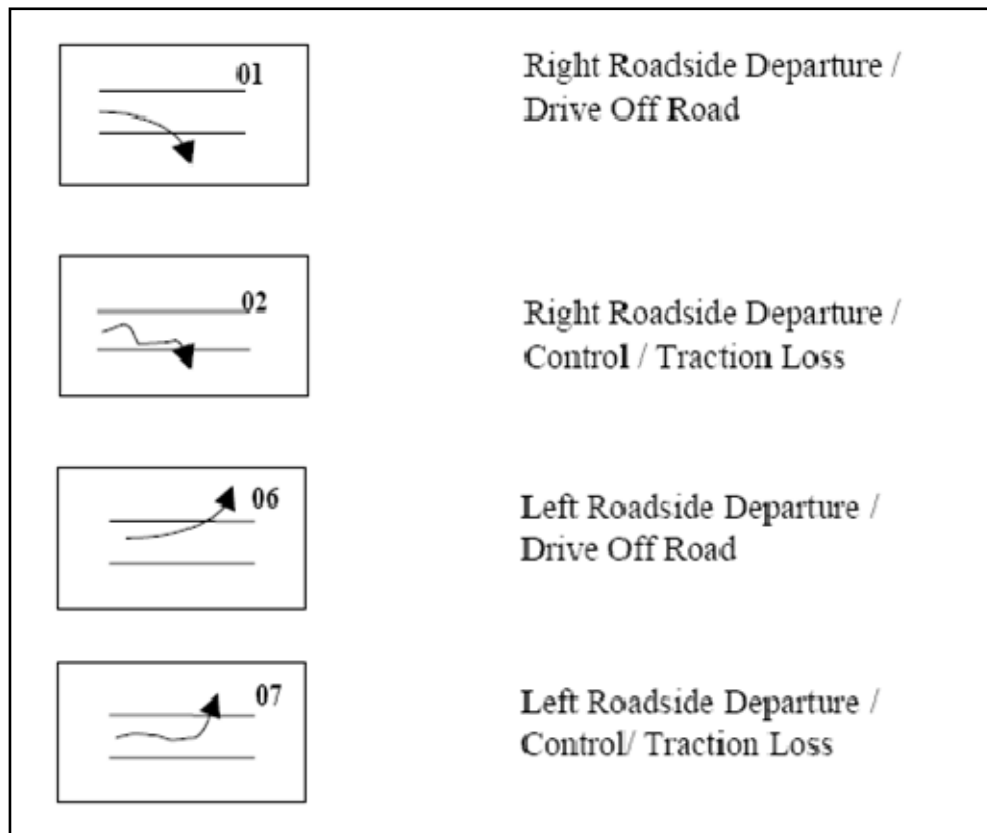 01
Right Roadside Departure /
Drive Off Road
02
Right Roadside Departure /
Control / Traction Loss
06
Left Roadside Departure /
Drive Off Road
07
Left Roadside Departure /
Control/ Traction Loss